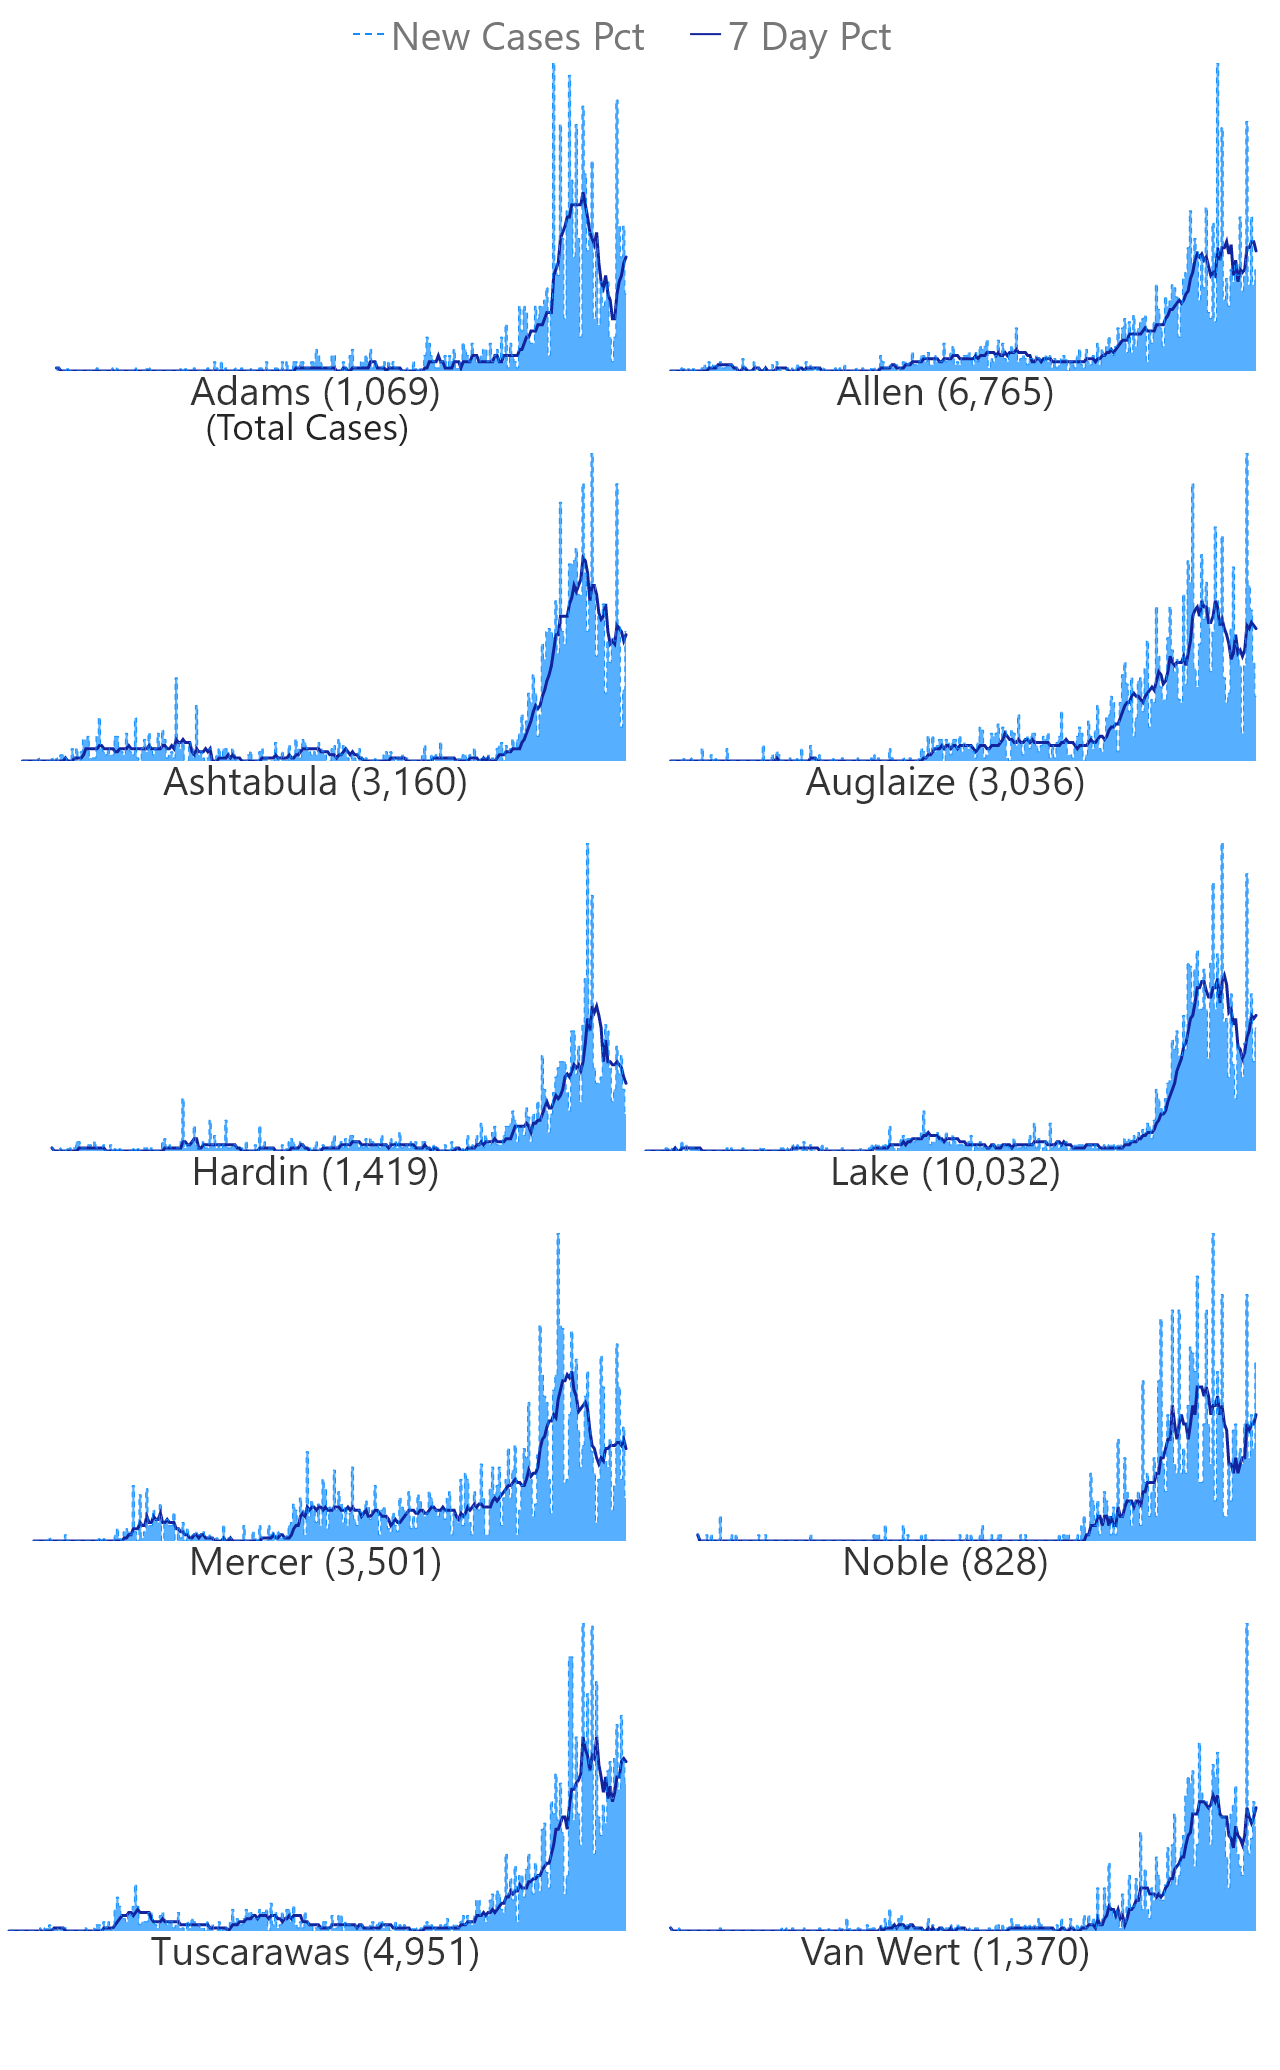 New Cases Pct 7 Day Pct
Adams (1,069) Allen (6,765)
(Total Cases)
Ashtabula (3,160) Auglaize (3,036)
Hardin (1,419) Lake (10,032)
Mercer (3,501) Noble (828)
Tuscarawas (4,951) Van Wert (1,370)